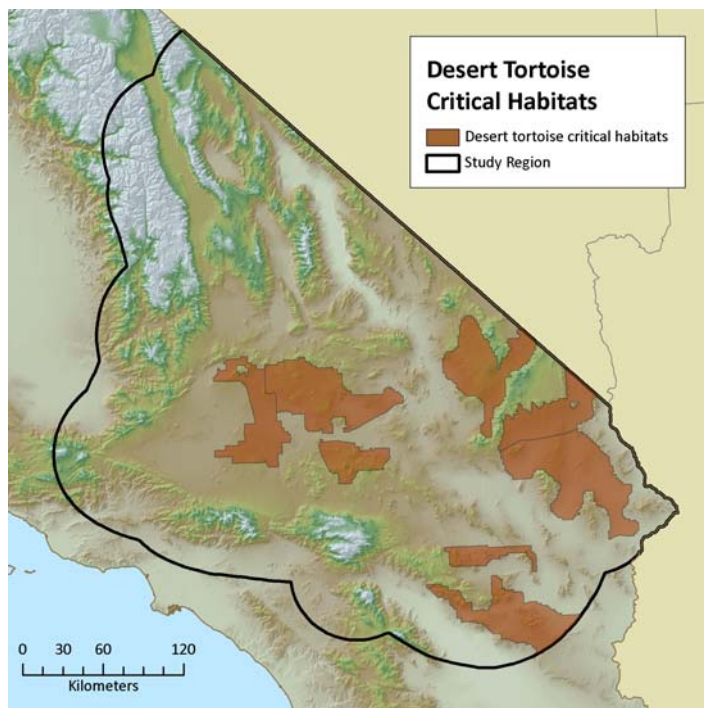 Desert Tortoise
Critical Habitats
Desert tortoise critical habitats
Study Region
0 30 60 120
Kilometers